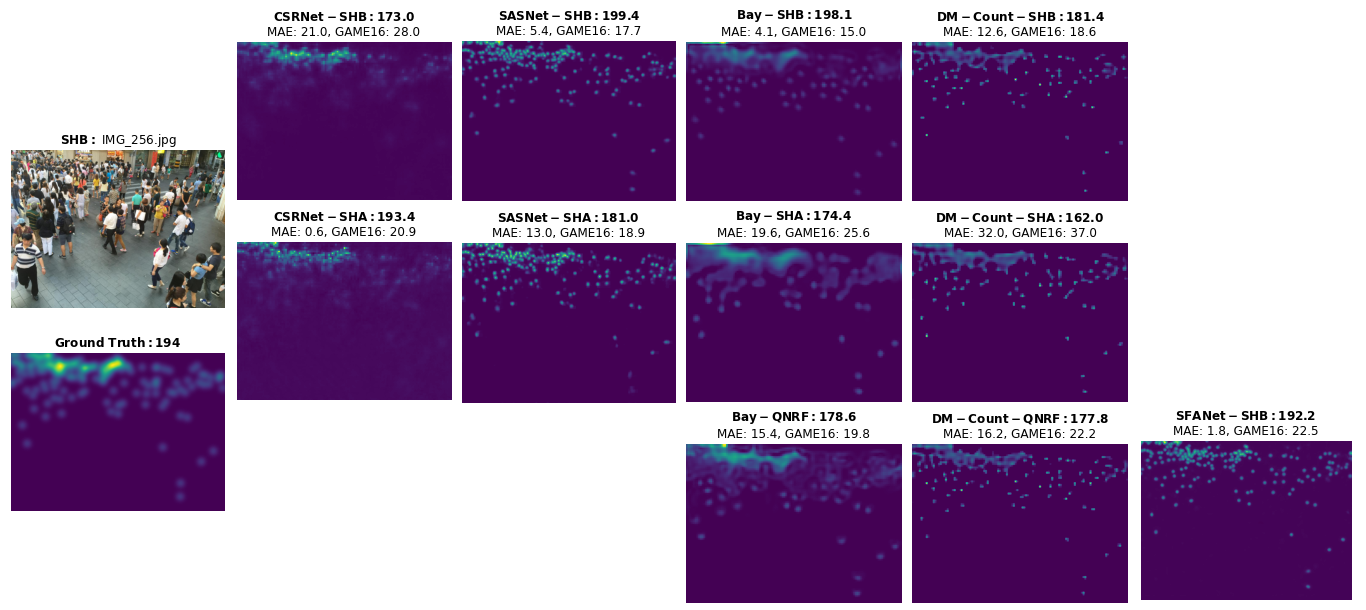 CSRNet-SHB: 173.0
MAE: 21.0, GAME16: 28.0
SASNet-SHB: 199.4
MAE: 5.4, GAME16: 17.7
Bay-SHB: 198.1
MAE: 4.1, GAME16: 15.0
DM-Count-SHB: 181.4
MAE: 12.6, GAME16: 18.6
SHB: IMG_256.jpg
CSRNet-SHA: 193.4
MAE: 0.6, GAME16: 20.9
SASNet-SHA: 181.0
MAE: 13.0, GAME16: 18.9
Bay-SHA: 174.4
MAE: 19.6, GAME16: 25.6
DM-Count-SHA: 162.0
MAE: 32.0, GAME16: 37.0
Ground Truth: 194
Bay-QNRF: 178.6
MAE: 15.4, GAME16: 19.8
DM-Count-QNRF: 177.8
MAE: 16.2, GAME16: 22.2
SFANet-SHB: 192.2
MAE: 1.8, GAME16: 22.5